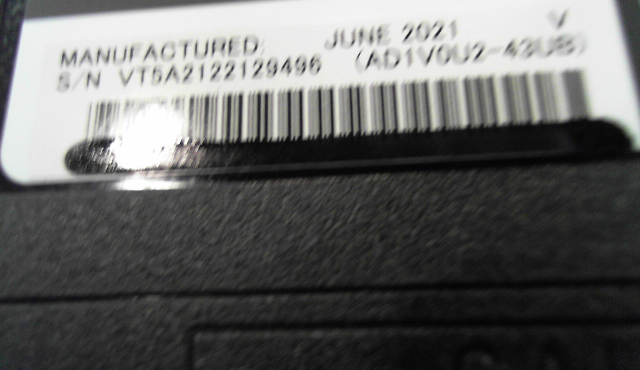 MANUFACTURED: JUNE 2021 V
S/N VT5A2122129496 (AD1V0U2-43UB)